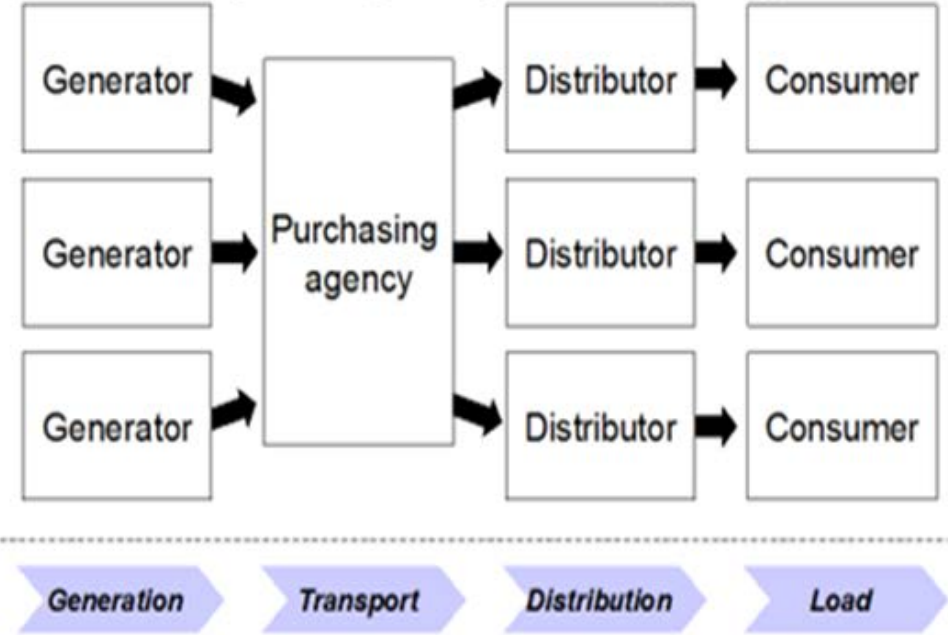 Generator
Distributor
Consumer
Purchasing
agency
Generator
Distributor
Consumer
Generator
Distributor
Consumer
Generation
Transport
Distribution
Load